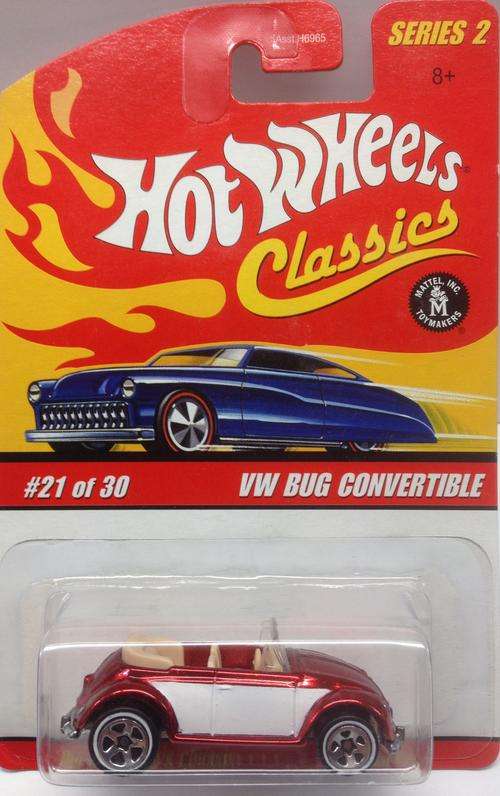 Asst.H6965
SERIES 2
8+
HOT WHEELS®
Classics
MATTEL, INC.
M
TOYMAKERS
®
#21 of 30
VW BUG CONVERTIBLE